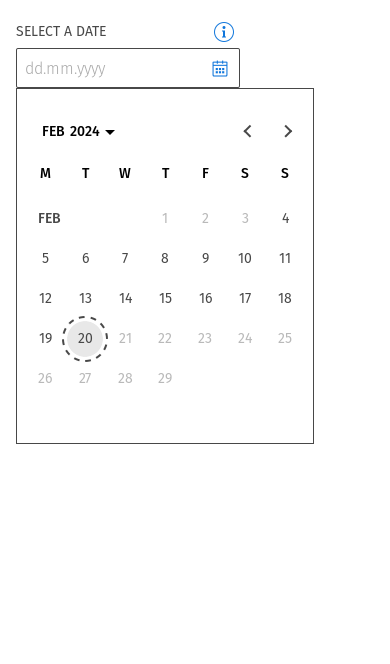 SELECT A DATE
dd.mm.yyyy
FEB 2024
M T W T F S S
FEB 1 2 3 4
5 6 7 8 9 10 11
12 13 14 15 16 17 18
19 20 21 22 23 24 25
26 27 28 29